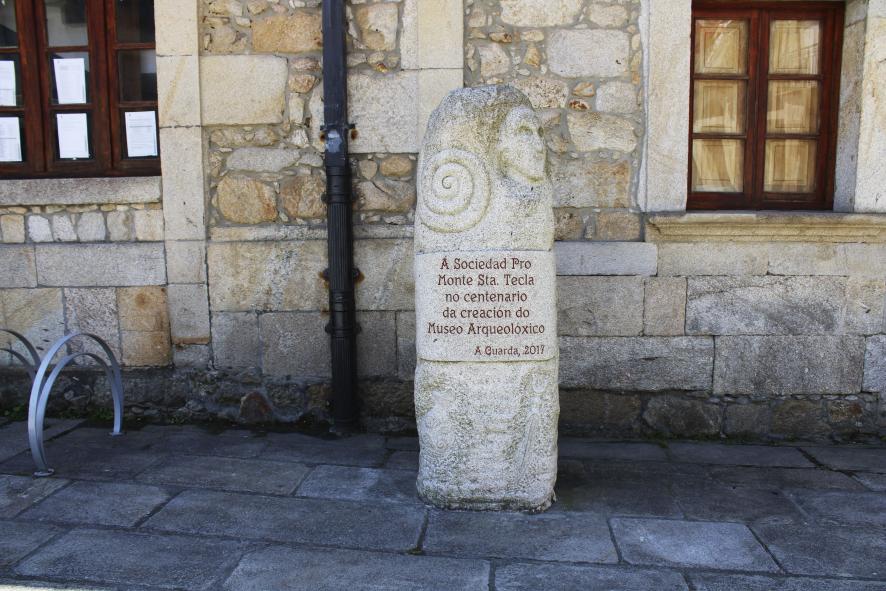 A Sociedad Pro
Monte Sta. Tecla
no centenario
da creación do
Museo Arqueolóxico
A Guarda, 2017